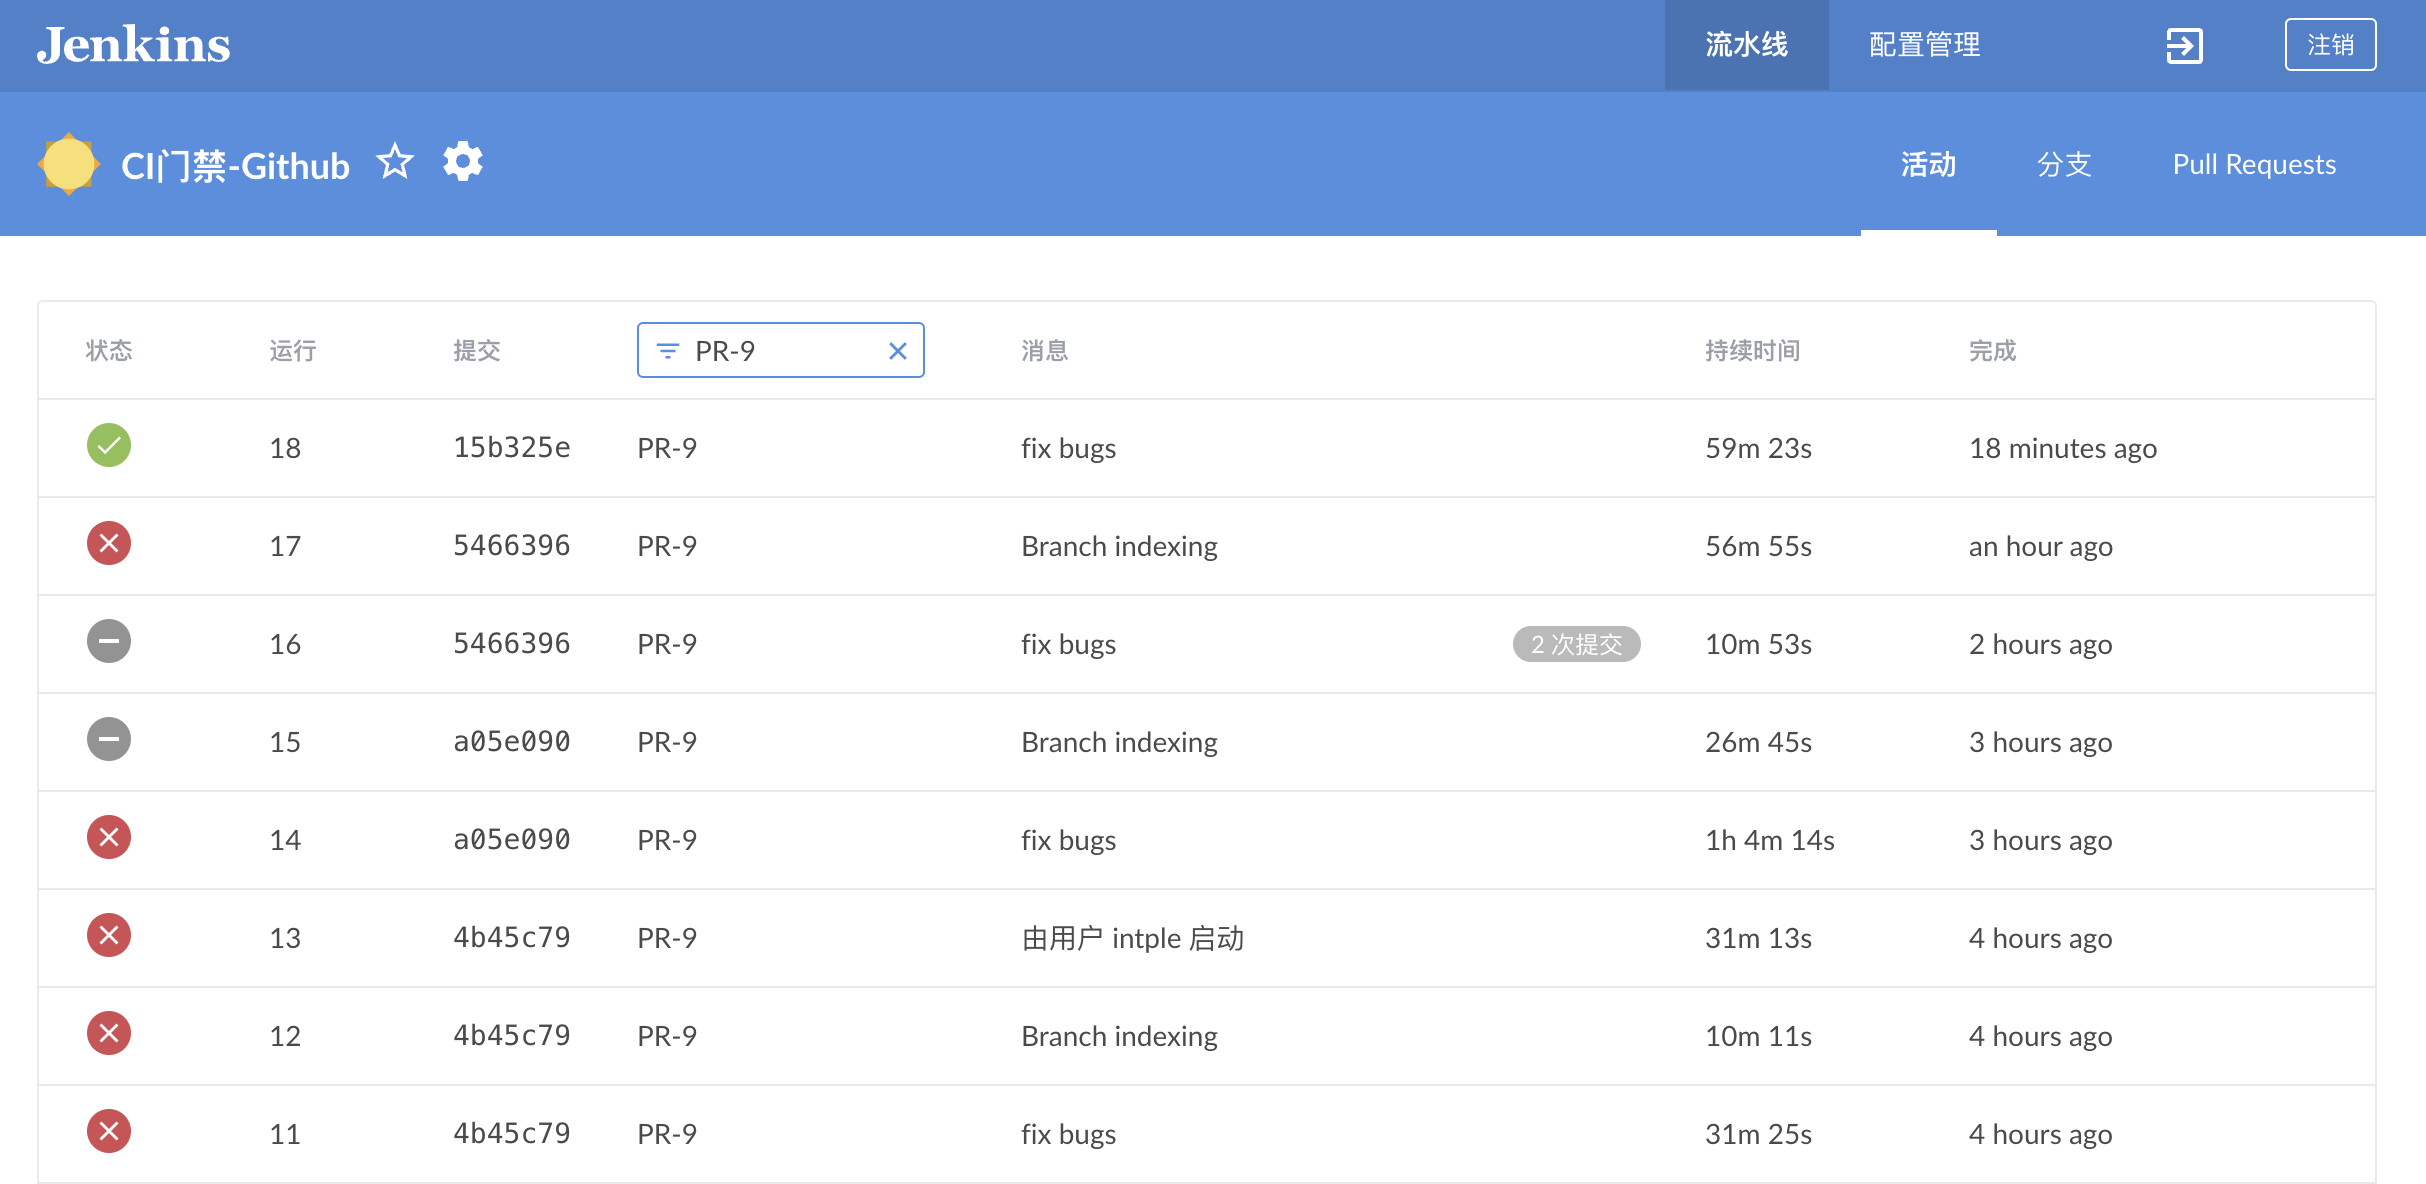 Jenkins 流水线 配置管理 注销
CI门禁-Github 活动 分支 Pull Requests
状态 运行 提交 PR-9 消息 持续时间 完成
18 15b325e PR-9 fix bugs 59m 23s 18 minutes ago
17 5466396 PR-9 Branch indexing 56m 55s an hour ago
16 5466396 PR-9 fix bugs 2 次提交 10m 53s 2 hours ago
15 a05e090 PR-9 Branch indexing 26m 45s 3 hours ago
14 a05e090 PR-9 fix bugs 1h 4m 14s 3 hours ago
13 4b45c79 PR-9 由用户 intple 启动 31m 13s 4 hours ago
12 4b45c79 PR-9 Branch indexing 10m 11s 4 hours ago
11 4b45c79 PR-9 fix bugs 31m 25s 4 hours ago